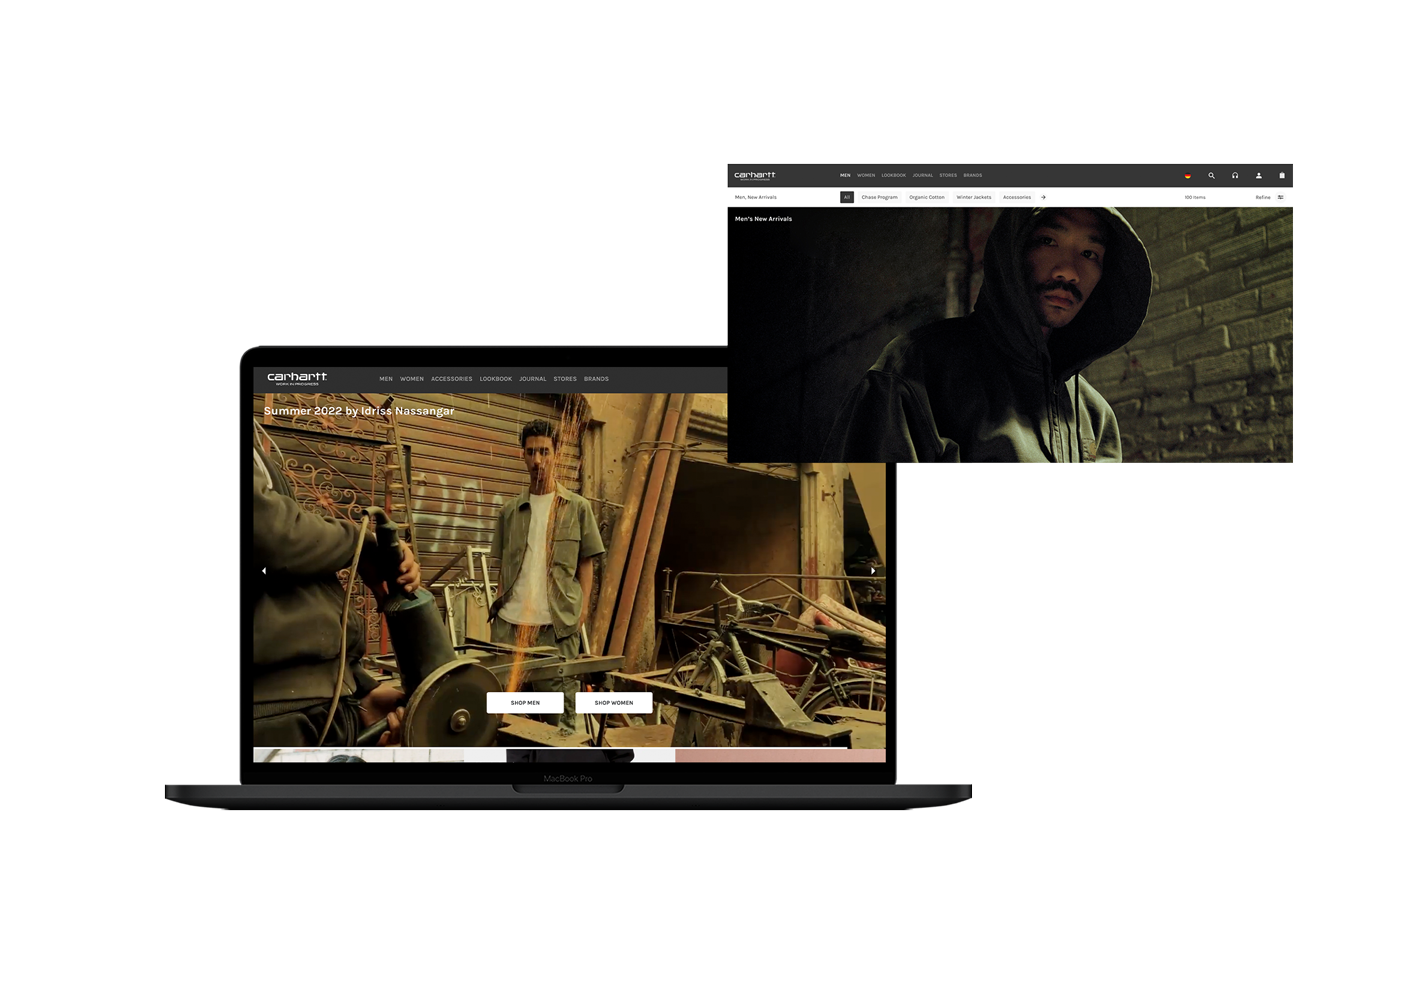 carhartt
WORK IN PROGRESS
MEN WOMEN LOOKBOOK JOURNAL STORES BRANDS
Men, New Arrivals
All Chase Program Organic Cotton Winter Jackets Accessories
100 Items
Refine
Men's New Arrivals
carhartt
WORK IN PROGRESS
MEN WOMEN ACCESSORIES LOOKBOOK JOURNAL STORES BRANDS
Summer 2022 by Idriss Nassangar
SHOP MEN
SHOP WOMEN
MacBook Pro